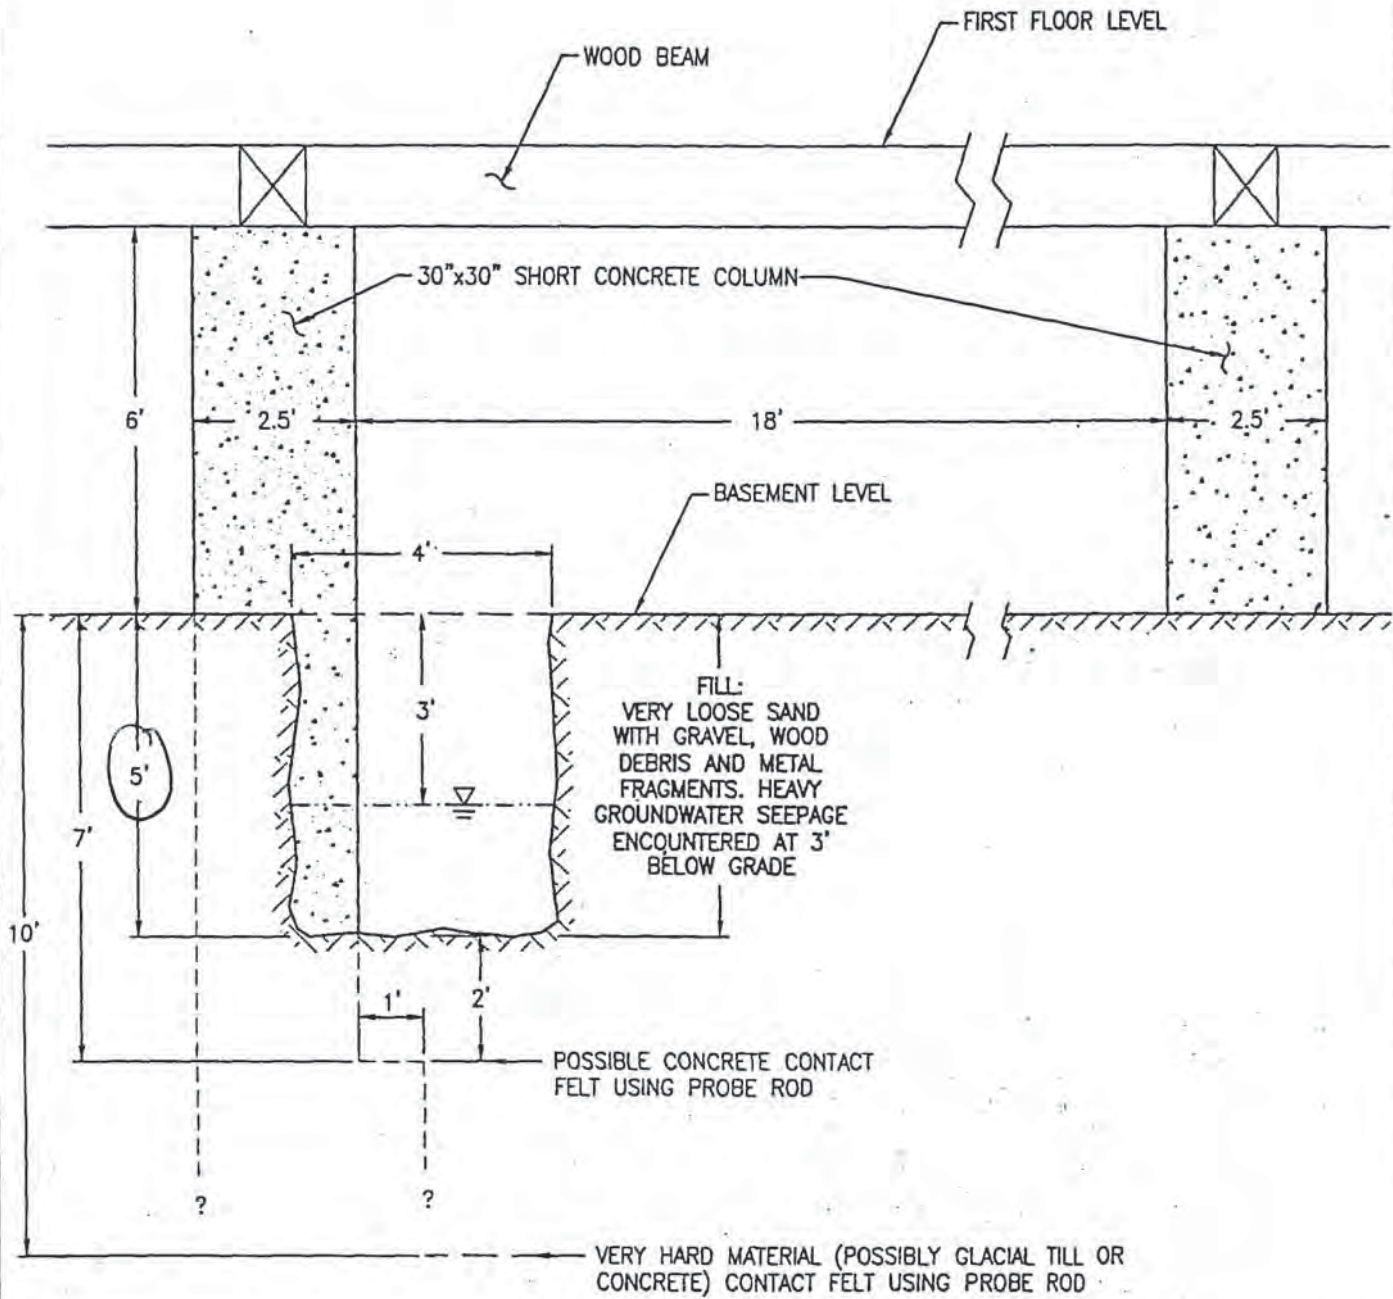 FIRST FLOOR LEVEL
WOOD BEAM
30"x30" SHORT CONCRETE COLUMN
6'
2.5'
18'
2.5'
BASEMENT LEVEL
4'
FILL:
VERY LOOSE SAND
WITH GRAVEL, WOOD
DEBRIS AND METAL
FRAGMENTS. HEAVY
GROUNDWATER SEEPAGE
ENCOUNTERED AT 3'
BELOW GRADE
3'
5'
7'
10'
1'
2'
POSSIBLE CONCRETE CONTACT
FELT USING PROBE ROD
?
?
VERY HARD MATERIAL (POSSIBLY GLACIAL TILL OR
CONCRETE) CONTACT FELT USING PROBE ROD